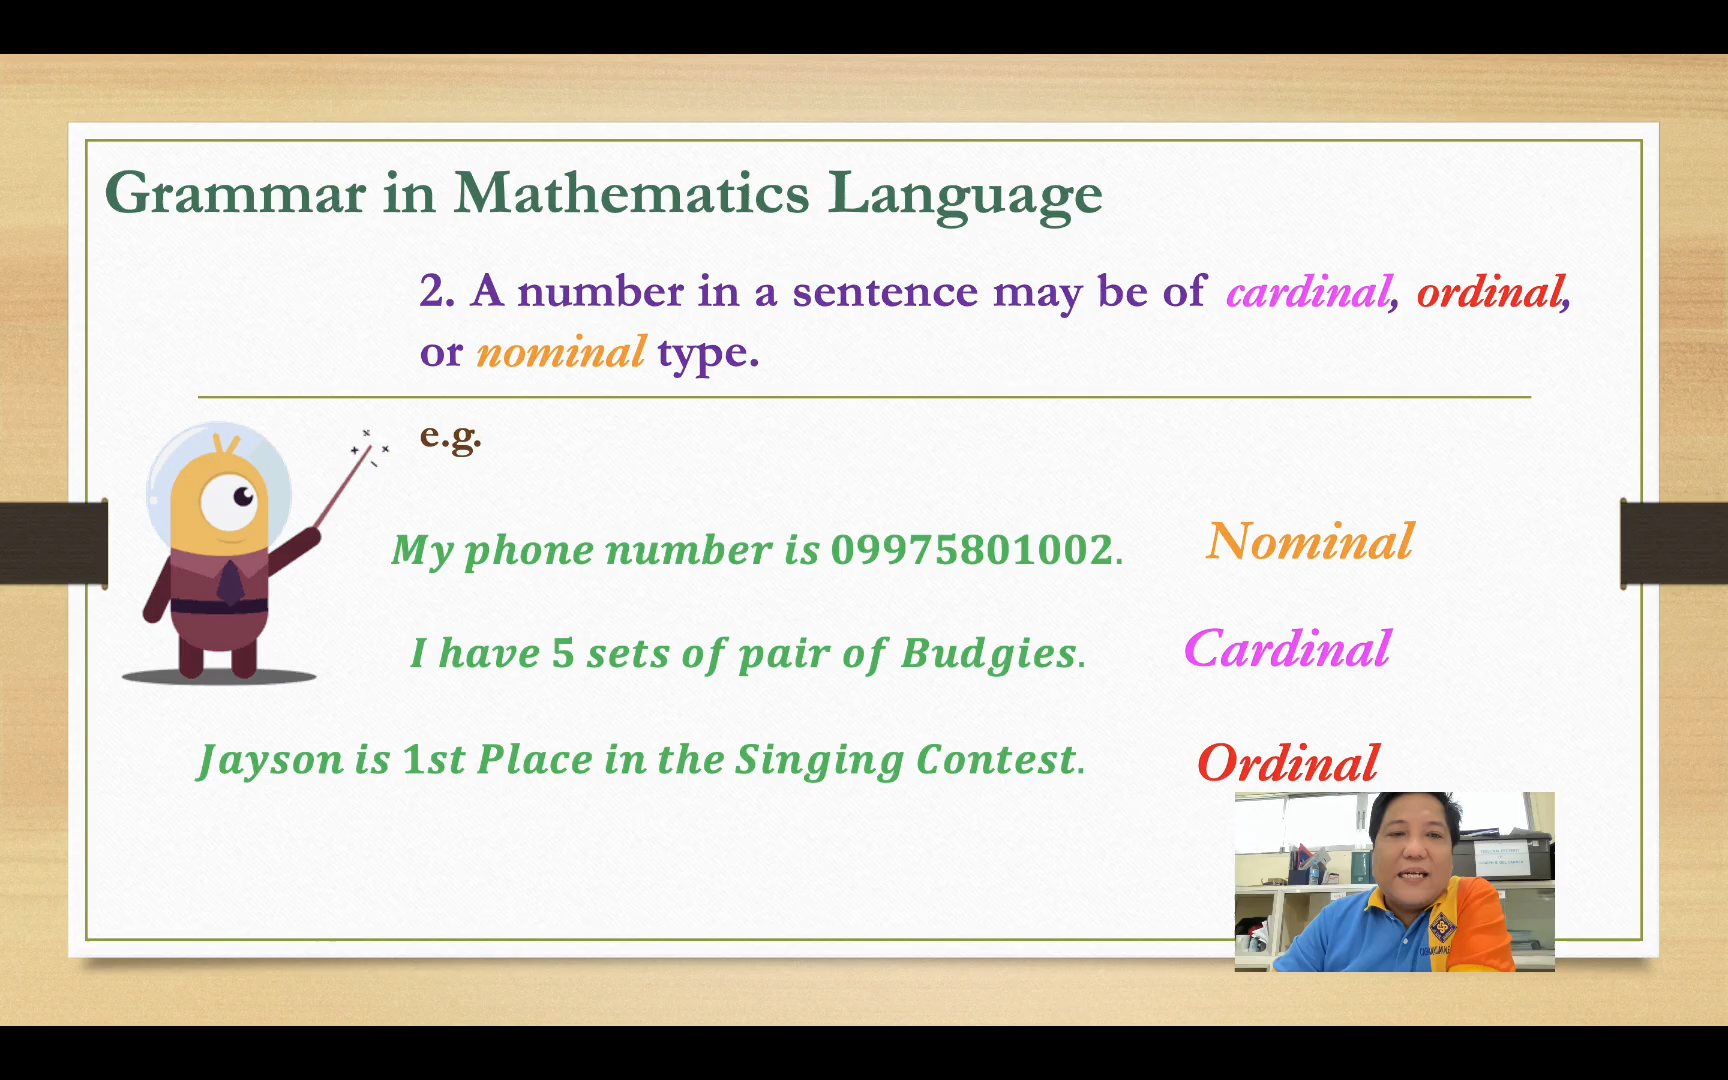 Grammar in Mathematics Language
2. A number in a sentence may be of cardinal, ordinal,
or nominal type.
e.g.
My phone number is 09975801002. Nominal
I have 5 sets of pair of Budgies. Cardinal
Jayson is 1st Place in the Singing Contest. Ordinal